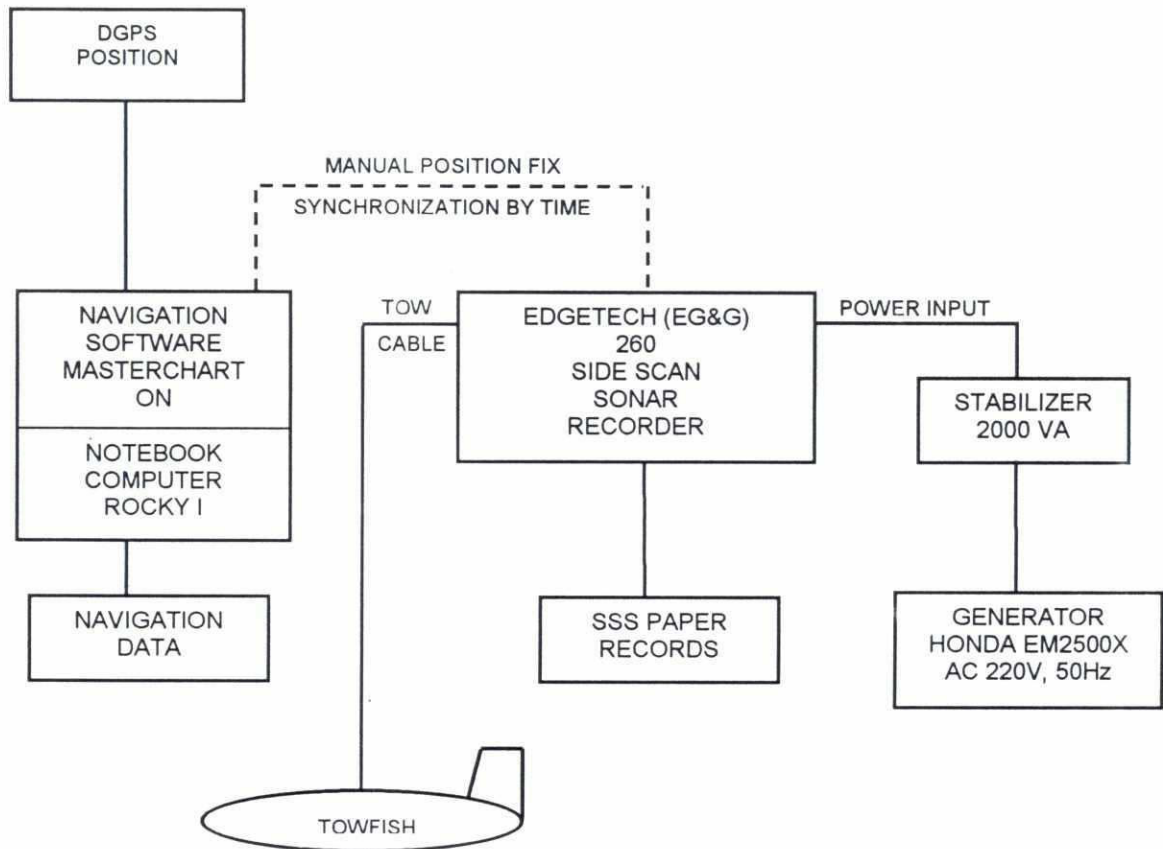 DGPS
POSITION
MANUAL POSITION FIX
SYNCHRONIZATION BY TIME
NAVIGATION
SOFTWARE
MASTERCHART
ON
NOTEBOOK
COMPUTER
ROCKY I
NAVIGATION
DATA
TOW
CABLE
EDGETECH (EG&G)
260
SIDE SCAN
SONAR
RECORDER
POWER INPUT
STABILIZER
2000 VA
SSS PAPER
RECORDS
GENERATOR
HONDA EM2500X
AC 220V, 50Hz
TOWFISH